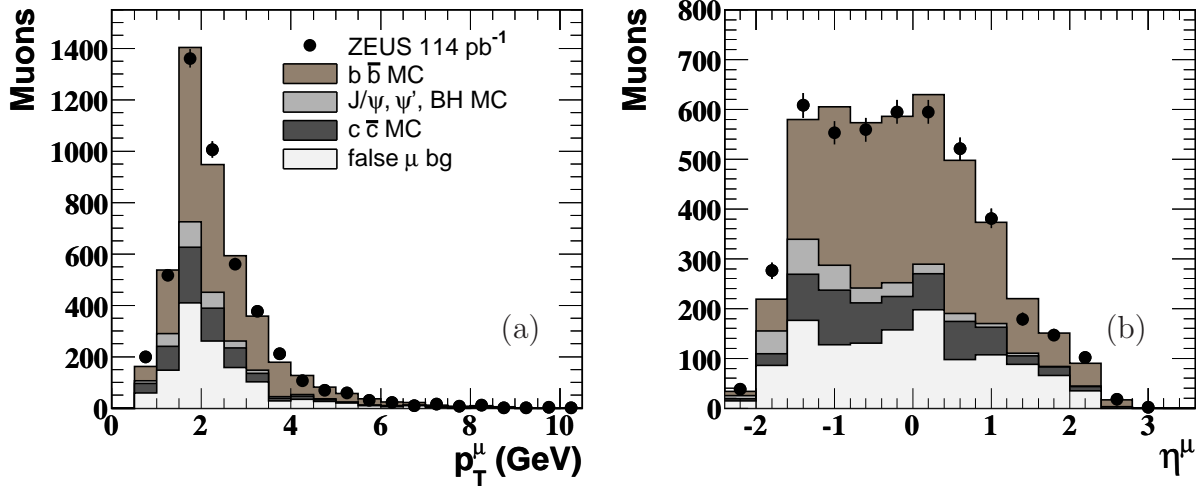 Muons
1400
1200
1000
800
600
400
200
0
0 2 4 6 8 10
p_T^μ (GeV)
ZEUS 114 pb⁻¹
b b̅ MC
J/ψ, ψ', BH MC
c c̅ MC
false μ bg
(a)
Muons
800
700
600
500
400
300
200
100
0
-2 -1 0 1 2 3
η^μ
(b)